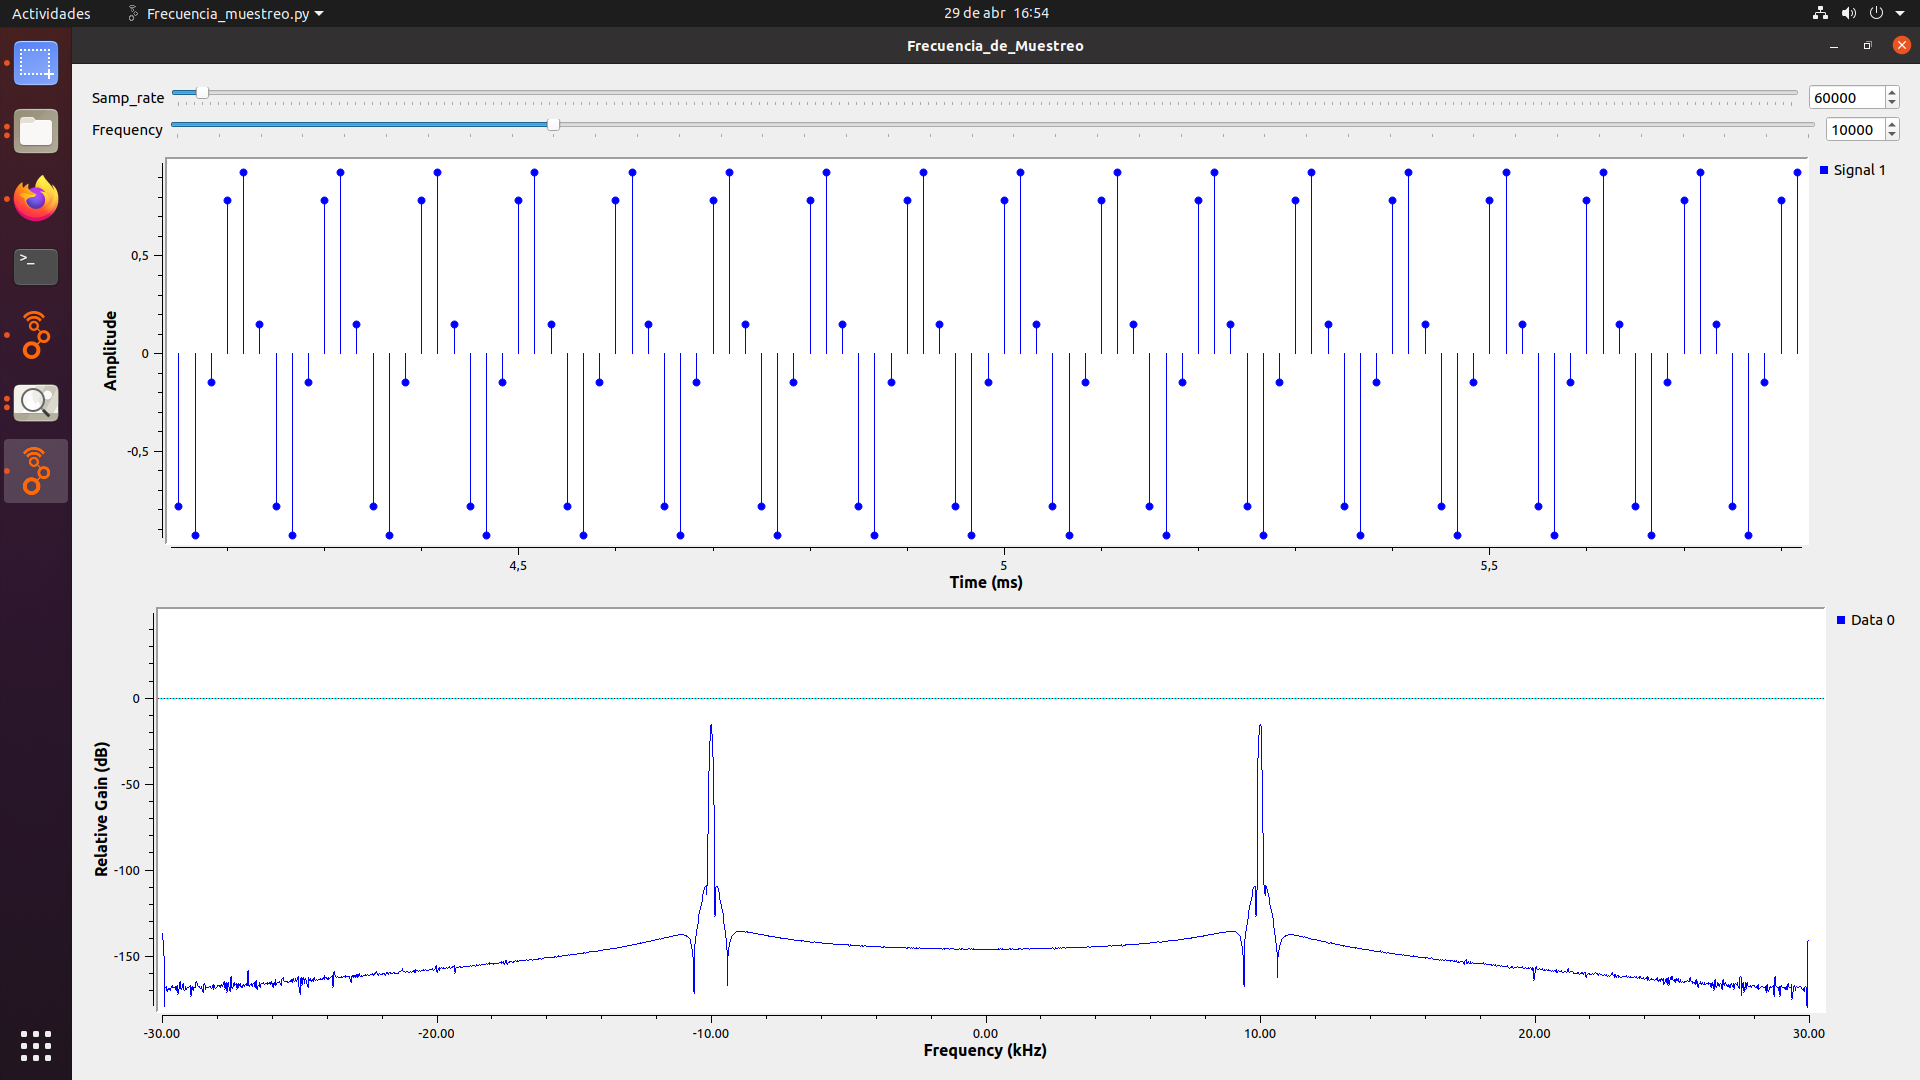 Actividades Frecuencia_muestreo.py 29 de abr 16:54
Frecuencia_de_Muestreo
Samp_rate 60000
Frequency 10000
Signal 1
Amplitude
0,5
0
-0,5
4,5 5 5,5
Time (ms)
Data 0
Relative Gain (dB)
0
-50
-100
-150
-30.00 -20.00 -10.00 0.00 10.00 20.00 30.00
Frequency (kHz)
>_